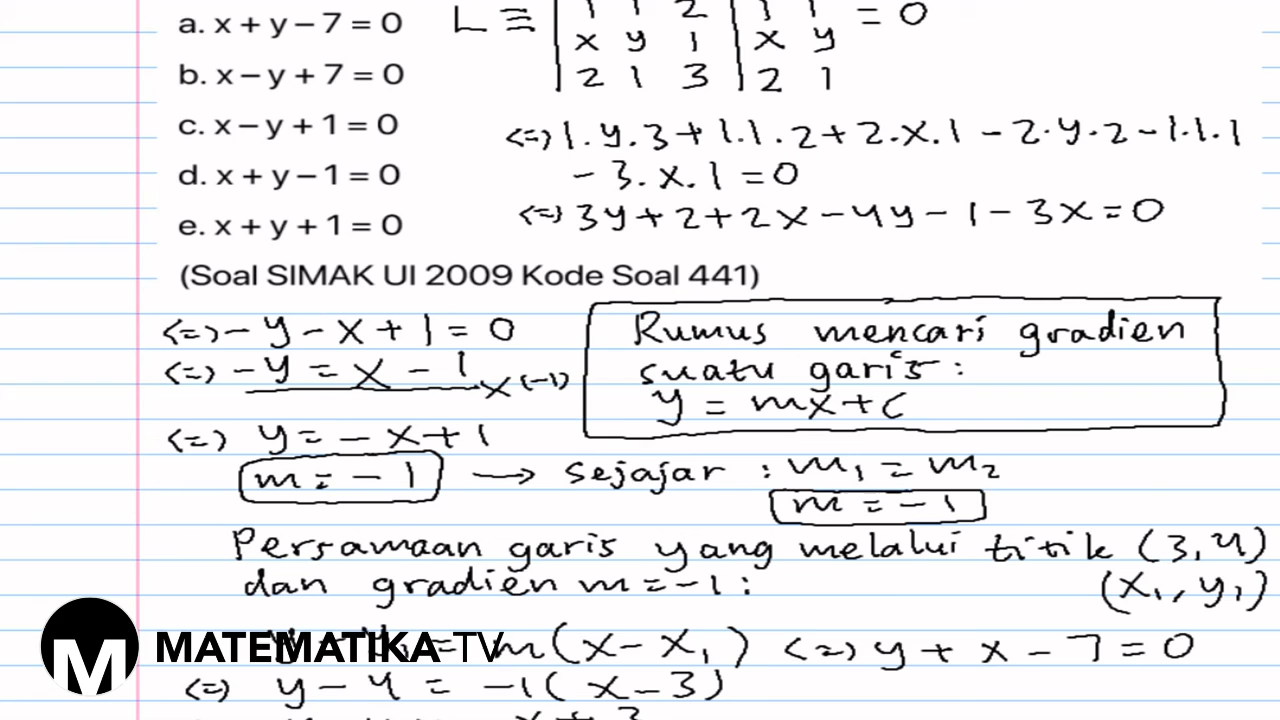 a. x + y – 7 = 0
b. x – y + 7 = 0
c. x – y + 1 = 0
d. x + y – 1 = 0
e. x + y + 1 = 0
(Soal SIMAK UI 2009 Kode Soal 441)
L ≡ | 1 1 2 | 1 1 = 0
| x y 1 | x y
| 2 1 3 | 2 1
<=> 1.y.3 + 1.1.2 + 2.x.1 - 2.y.2 - 1.1.1
- 3.x.1 = 0
<=> 3y + 2 + 2x - 4y - 1 - 3x = 0
<=> -y - x + 1 = 0
<=> -y = x - 1 x(-1)
<=> y = -x + 1
Rumus mencari gradien
suatu garis :
y = mx + c
m = -1 → sejajar : m₁ = m₂
m = -1
Persamaan garis yang melalui titik (3,4)
dan gradien m = -1 : (x₁, y₁)
y - y₁ = m(x - x₁) <=> y + x - 7 = 0
<=> y - 4 = -1(x - 3)
MATEMATIKA TV
M